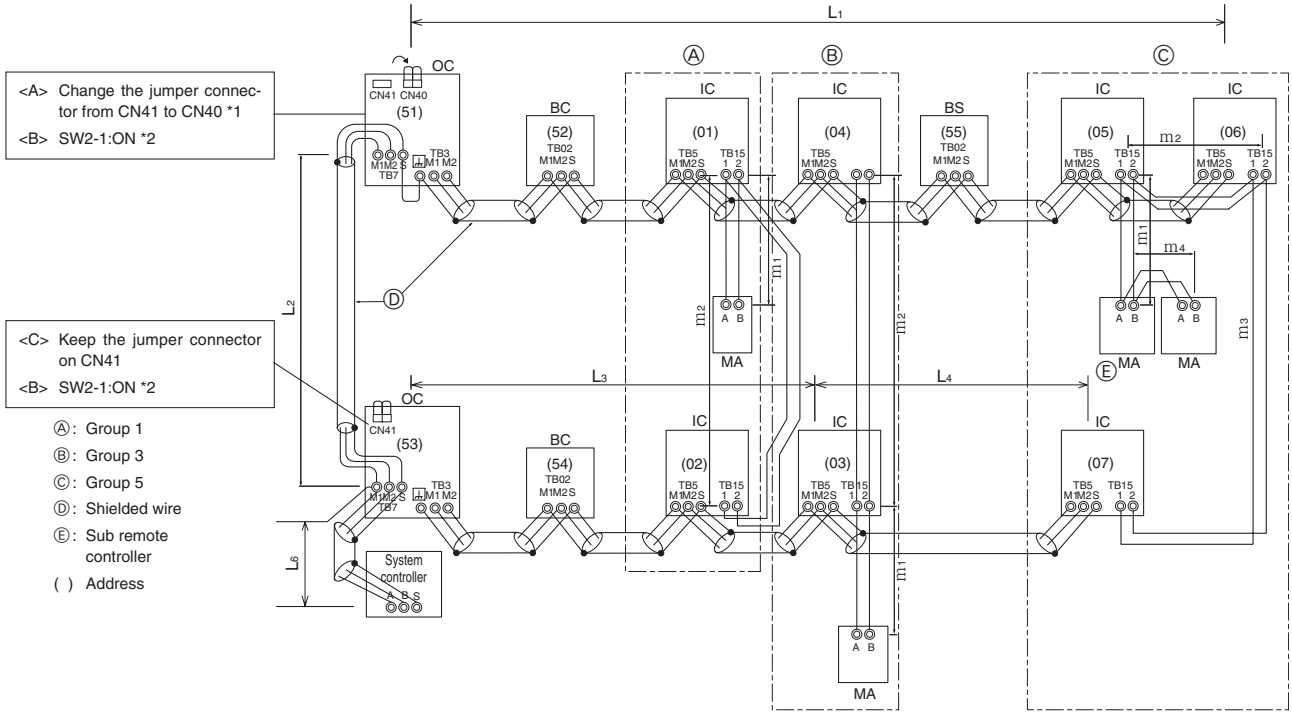 L1
<A> Change the jumper connec-
tor from CN41 to CN40 *1
<B> SW2-1:ON *2
OC
CN41 CN40
(51)
M1M2 S
TB7
TB3
M1 M2
BC
(52)
TB02
M1M2S
Ⓐ
IC
(01)
TB5
M1M2S
TB15
1 2
Ⓑ
IC
(04)
TB5
M1M2S
TB15
1 2
BS
(55)
TB02
M1M2S
Ⓒ
IC
(05)
TB5
M1M2S
TB15
1 2
m2
IC
(06)
TB5
M1M2S
TB15
1 2
L2
Ⓓ
m2
m1
A B
MA
m2
m1
m4
m3
A B
MA
A B
MA
Ⓔ
<C> Keep the jumper connector
on CN41
<B> SW2-1:ON *2
L3
L4
OC
CN41
(53)
M1M2 S
TB7
TB3
M1 M2
BC
(54)
TB02
M1M2S
IC
(02)
TB5
M1M2S
TB15
1 2
IC
(03)
TB5
M1M2S
TB15
1 2
IC
(07)
TB5
M1M2S
TB15
1 2
Ⓐ: Group 1
Ⓑ: Group 3
Ⓒ: Group 5
Ⓓ: Shielded wire
Ⓔ: Sub remote
controller
( ) Address
L6
System
controller
A B S
m1
A B
MA